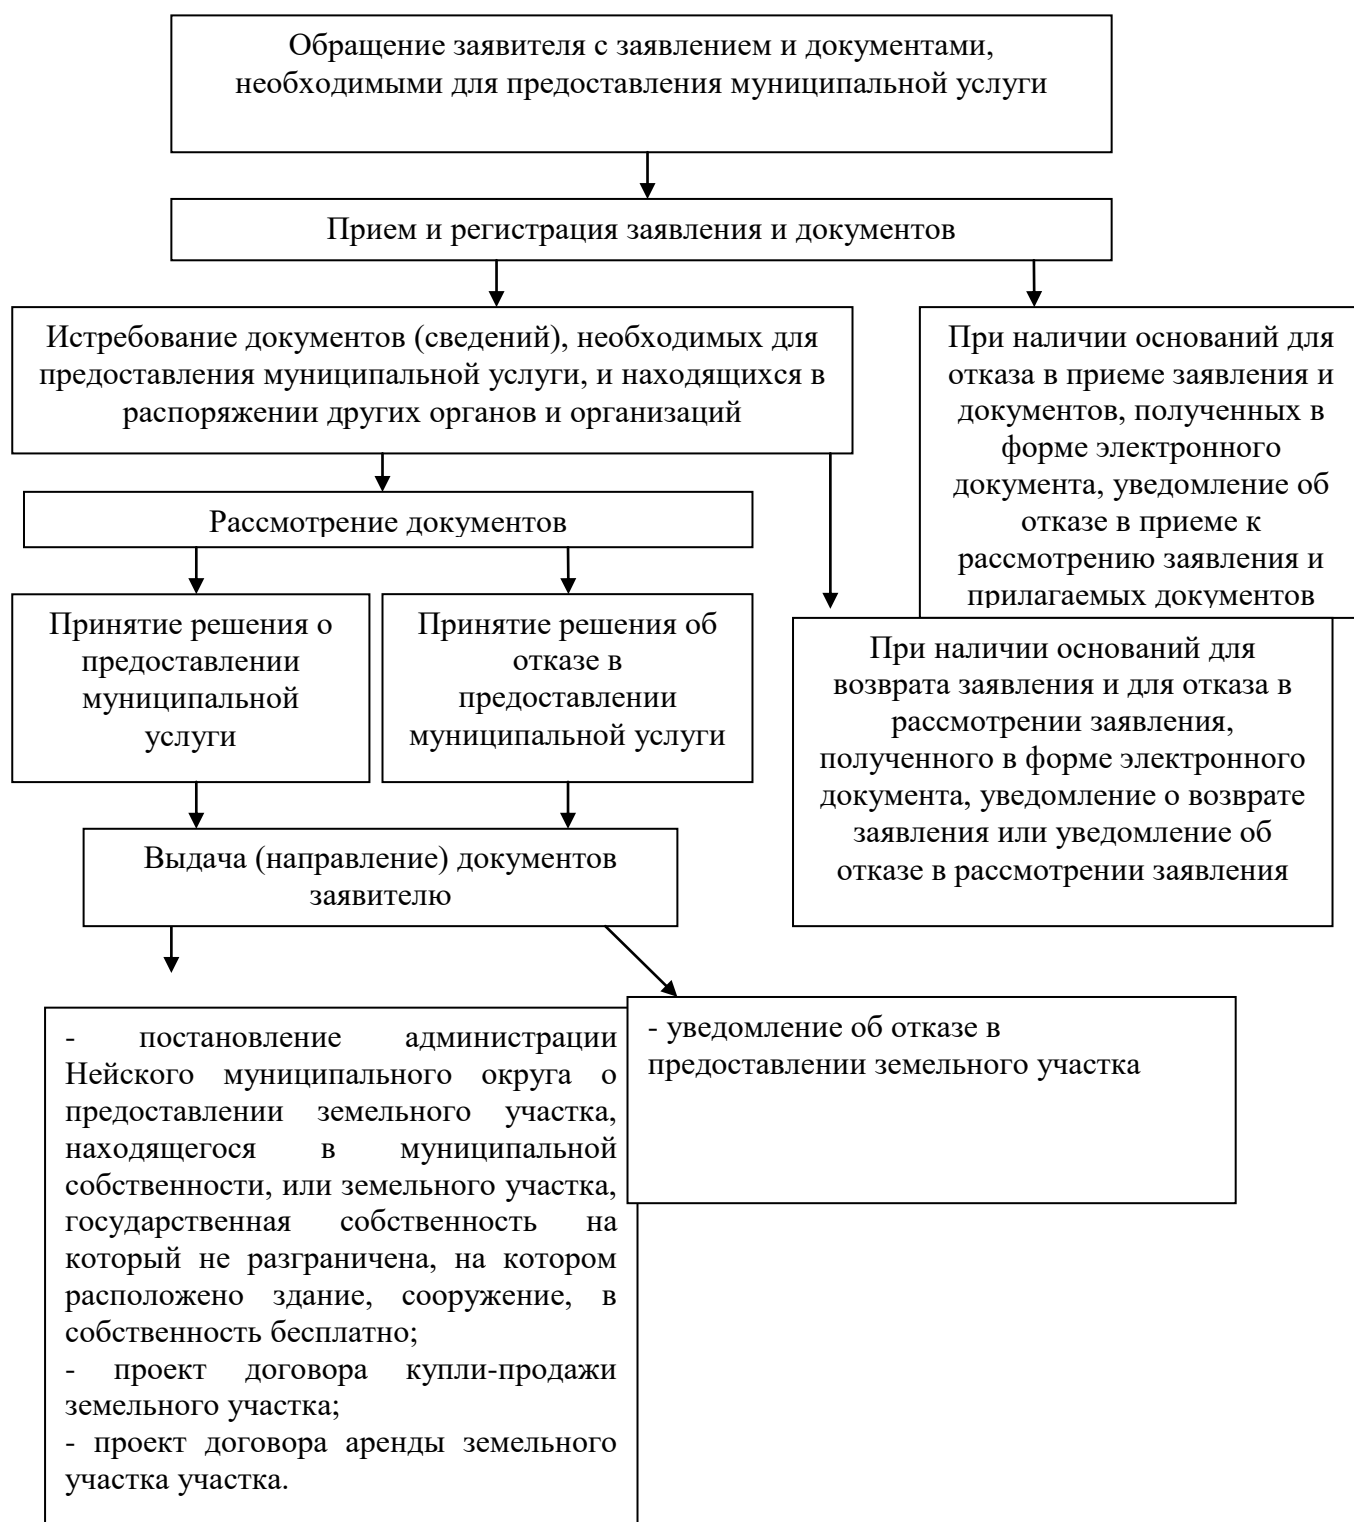 Обращение заявителя с заявлением и документами,
необходимыми для предоставления муниципальной услуги
Прием и регистрация заявления и документов
Истребование документов (сведений), необходимых для
предоставления муниципальной услуги, и находящихся в
распоряжении других органов и организаций
При наличии оснований для
отказа в приеме заявления и
документов, полученных в
форме электронного
документа, уведомление об
отказе в приеме к
рассмотрению заявления и
прилагаемых документов
Рассмотрение документов
Принятие решения о
предоставлении
муниципальной
услуги
Принятие решения об
отказе в
предоставлении
муниципальной услуги
При наличии оснований для
возврата заявления и для отказа в
рассмотрении заявления,
полученного в форме электронного
документа, уведомление о возврате
заявления или уведомление об
отказе в рассмотрении заявления
Выдача (направление) документов
заявителю
- постановление администрации
Нейского муниципального округа о
предоставлении земельного участка,
находящегося в муниципальной
собственности, или земельного участка,
государственная собственность на
который не разграничена, на котором
расположено здание, сооружение, в
собственность бесплатно;
- проект договора купли-продажи
земельного участка;
- проект договора аренды земельного
участка участка.
- уведомление об отказе в
предоставлении земельного участка